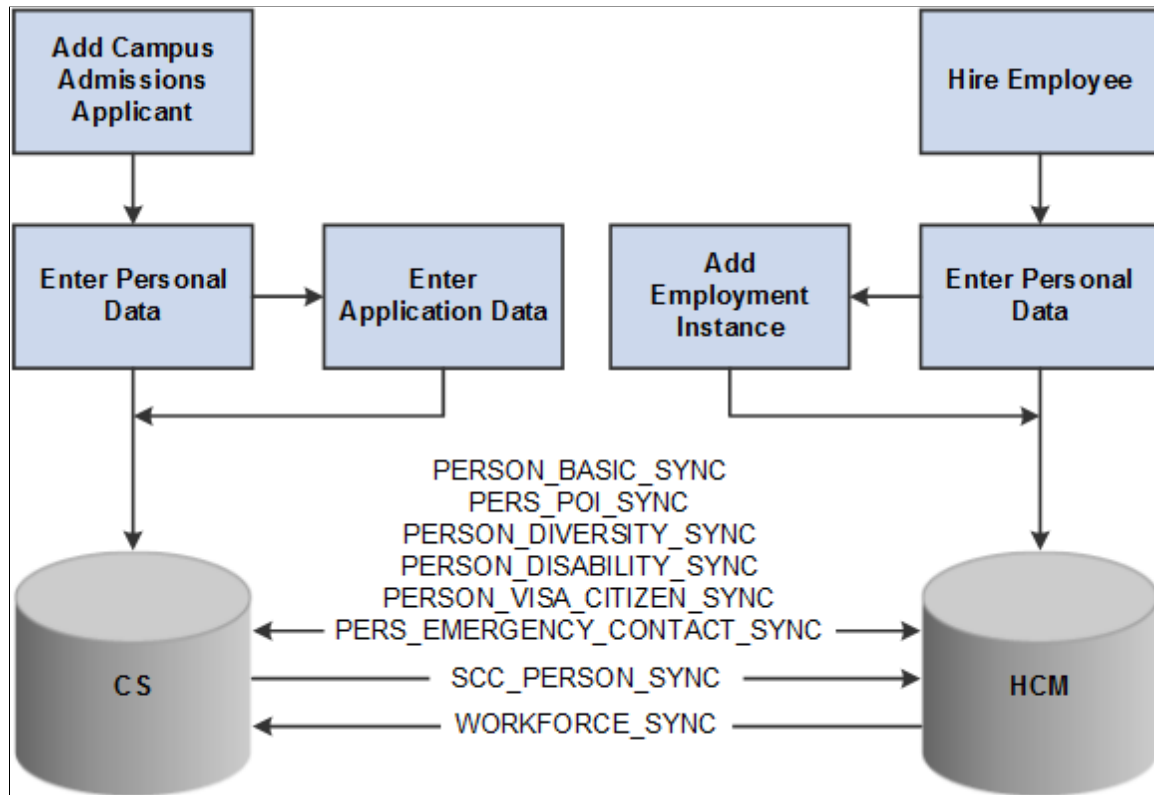 Add Campus
Admissions
Applicant
Hire Employee
Enter Personal
Data
Enter
Application Data
Add
Employment
Instance
Enter Personal
Data
PERSON_BASIC_SYNC
PERS_POI_SYNC
PERSON_DIVERSITY_SYNC
PERSON_DISABILITY_SYNC
PERSON_VISA_CITIZEN_SYNC
PERS_EMERGENCY_CONTACT_SYNC
CS
SCC_PERSON_SYNC
HCM
WORKFORCE_SYNC